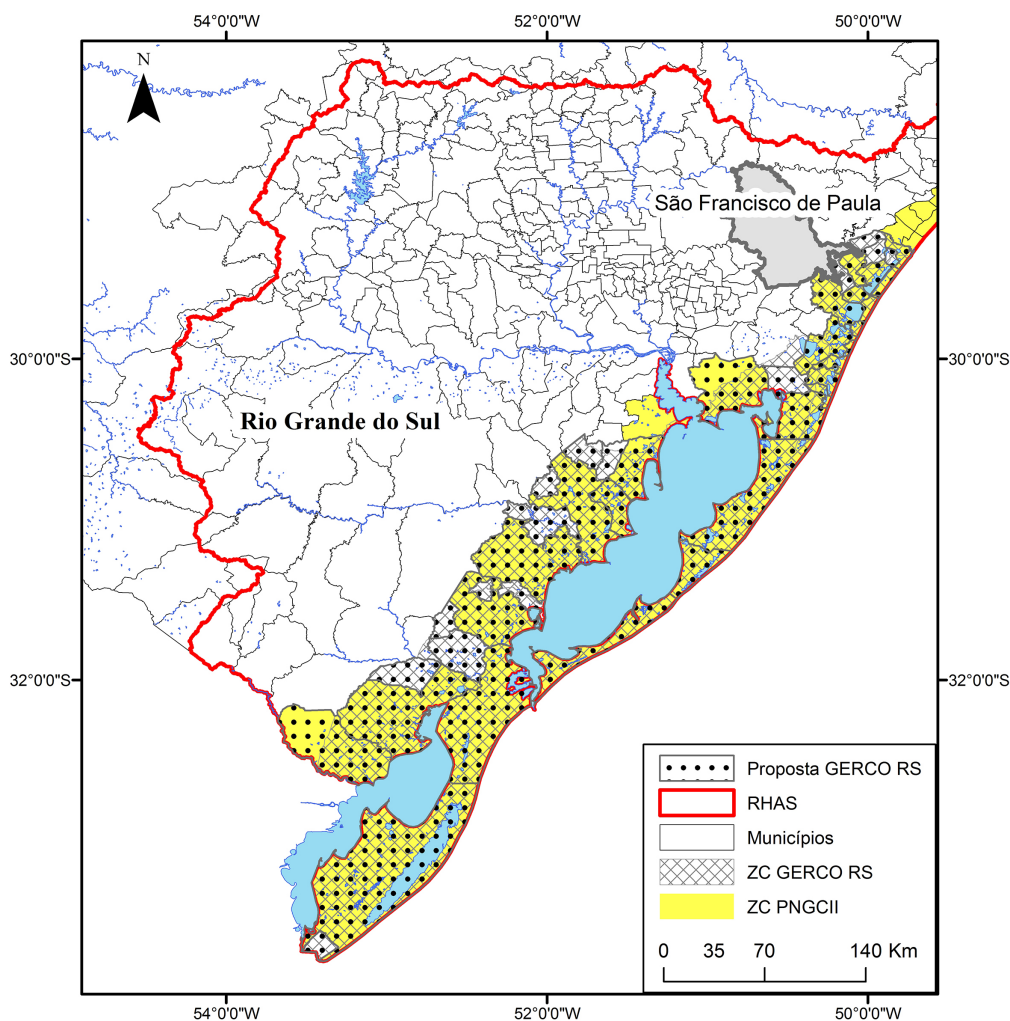 54°0'0"W
52°0'0"W
50°0'0"W
N
São Francisco de Paula
30°0'0"S
30°0'0"S
Rio Grande do Sul
32°0'0"S
32°0'0"S
Proposta GERCO RS
RHAS
Municípios
ZC GERCO RS
ZC PNGCII
0 35 70 140 Km
54°0'0"W
52°0'0"W
50°0'0"W